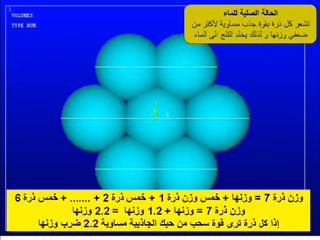 VOLUMES
TYPE NUM
الحالة الصلبة للماء
تشعر كل ذرة بقوة جذب مساوية لأكثر من
ضعفي وزنها و لذلك يخلد الثلج الى الماء
وزن ذرة 7 = وزنها + خمس وزن ذرة 1 + خمس ذرة 2 + ....... + خمس ذرة 6
وزن ذرة 7 = وزنها + 1.2 وزنها = 2.2 وزنها
إذا كل ذرة ترى قوة سحب من حبك الجاذبية مساوية 2.2 ضرب وزنها